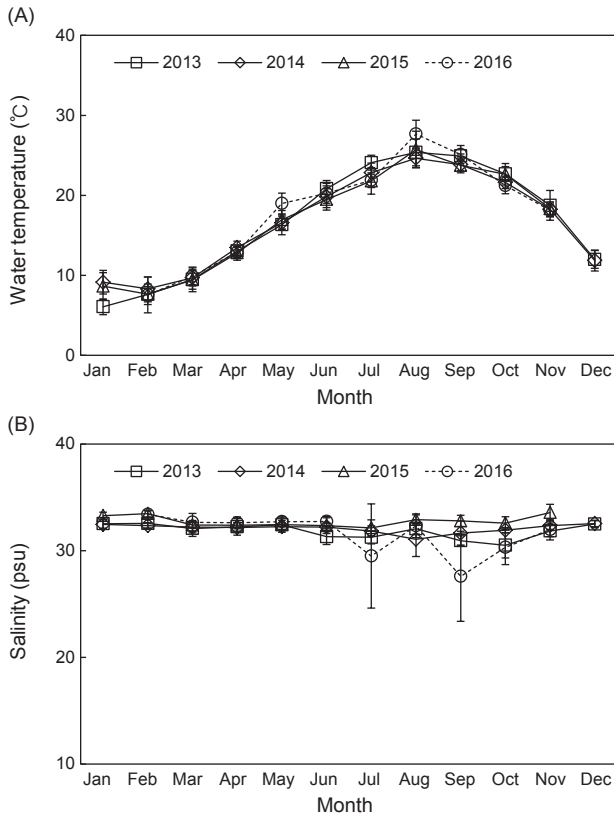 (A)
40
2013 2014 2015 2016
30
20
10
0
Water temperature (℃)
Jan Feb Mar Apr May Jun Jul Aug Sep Oct Nov Dec
Month
(B)
40
2013 2014 2015 2016
30
20
10
Salinity (psu)
Jan Feb Mar Apr May Jun Jul Aug Sep Oct Nov Dec
Month